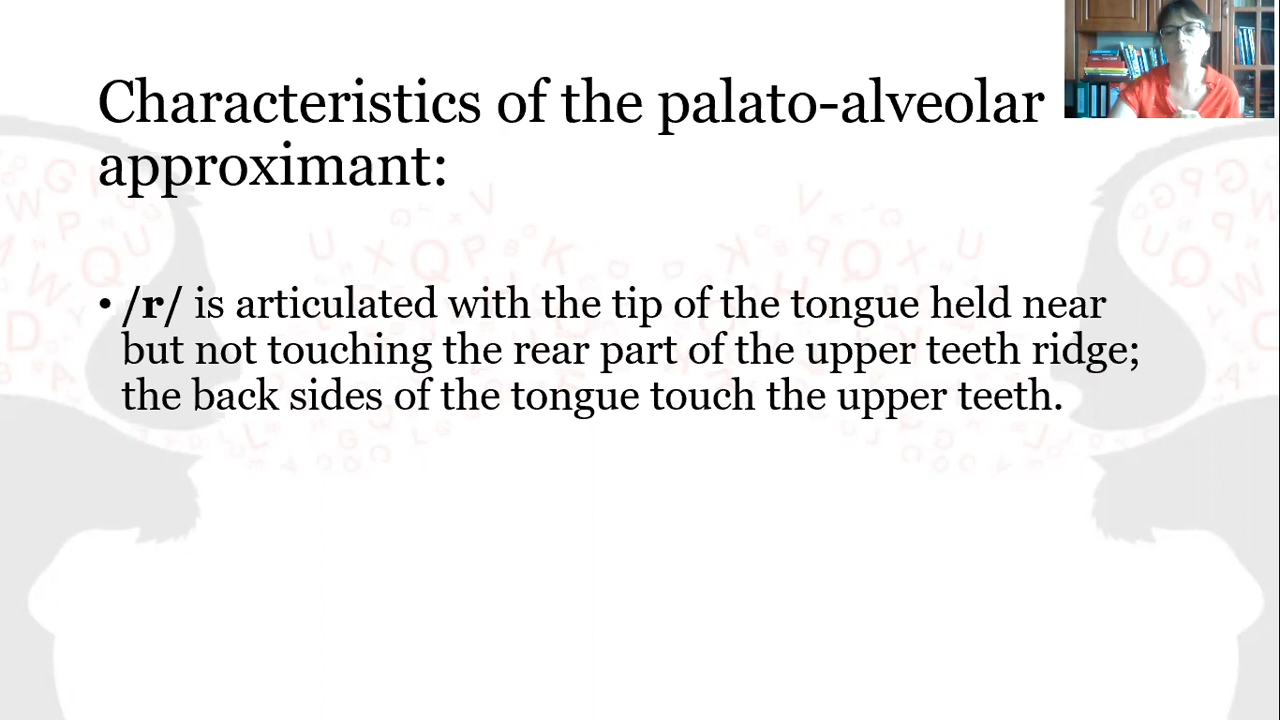 Characteristics of the palato-alveolar
approximant:
• /r/ is articulated with the tip of the tongue held near
but not touching the rear part of the upper teeth ridge;
the back sides of the tongue touch the upper teeth.